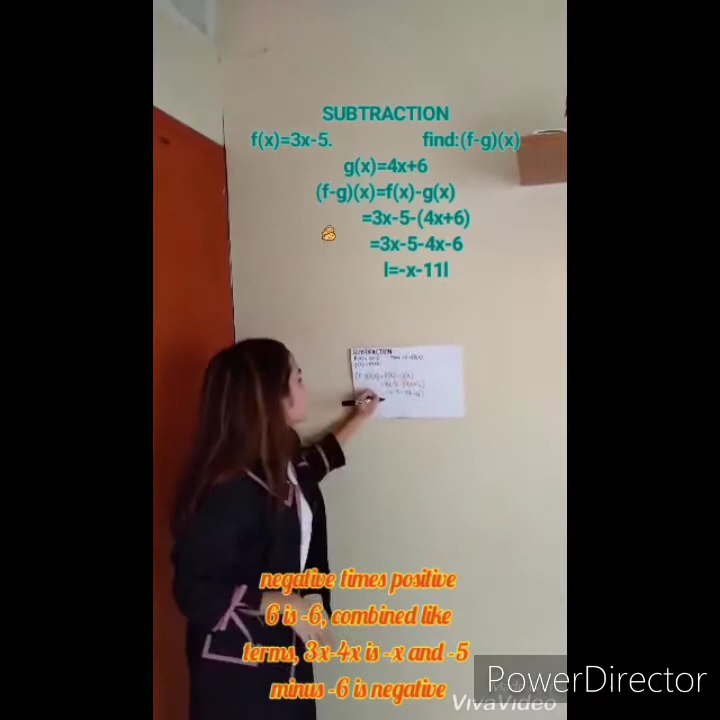 SUBTRACTION
f(x)=3x-5. find:(f-g)(x)
g(x)=4x+6
(f-g)(x)=f(x)-g(x)
=3x-5-(4x+6)
=3x-5-4x-6
l=-x-11l
SUBTRACTION
negative times positive
6 is -6, combined like
terms, 3x-4x is -x and -5
minus -6 is negative
PowerDirector
VivaVideo